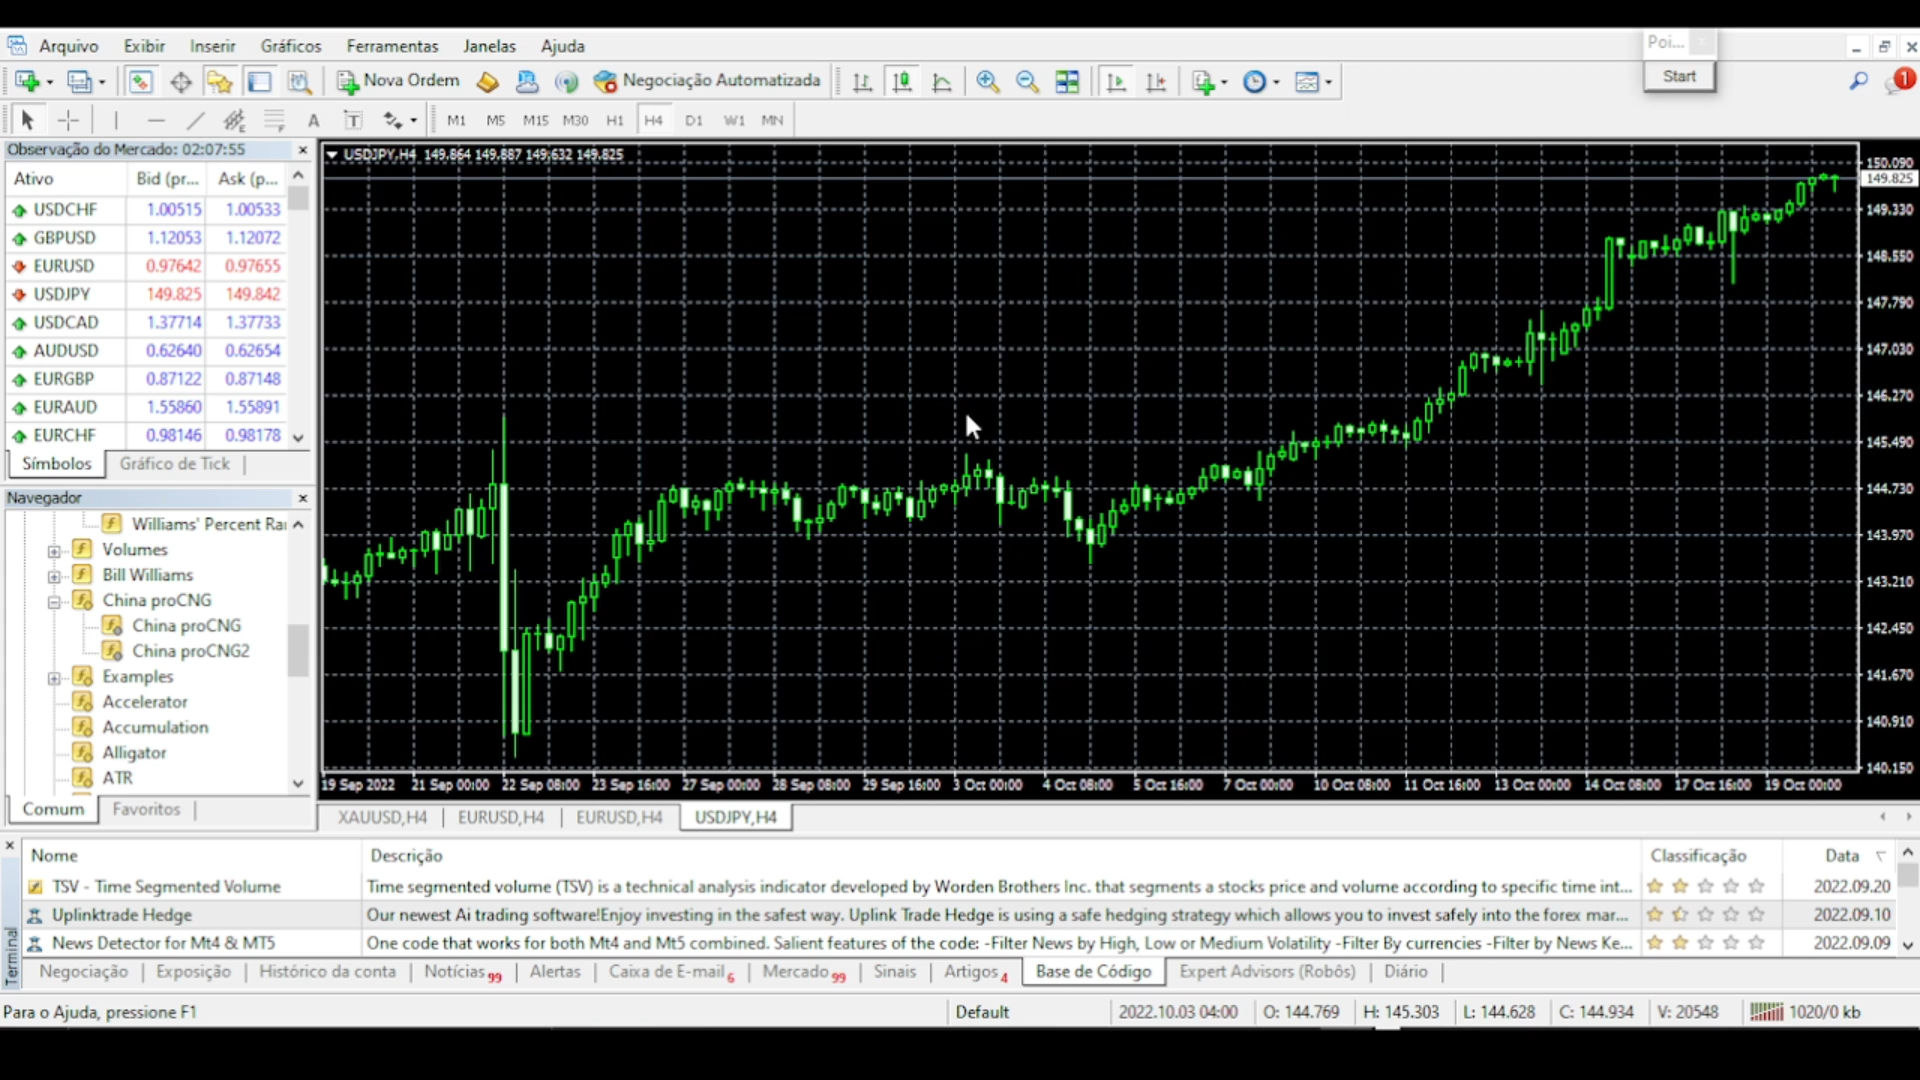 Arquivo Exibir Inserir Gráficos Ferramentas Janelas Ajuda
Poi...
Start
Nova Ordem
Negociação Automatizada
1
A T M1 M5 M15 M30 H1 H4 D1 W1 MN
Observação do Mercado: 02:07:55
Ativo Bid (pr... Ask (p...
USDCHF 1.00515 1.00533
GBPUSD 1.12053 1.12072
EURUSD 0.97642 0.97655
USDJPY 149.825 149.842
USDCAD 1.37714 1.37733
AUDUSD 0.62640 0.62654
EURGBP 0.87122 0.87148
EURAUD 1.55860 1.55891
EURCHF 0.98146 0.98178
Símbolos Gráfico de Tick
Navegador
Williams' Percent Rai
Volumes
Bill Williams
China proCNG
China proCNG
China proCNG2
Examples
Accelerator
Accumulation
Alligator
ATR
Comum Favoritos
USDJPY,H4 149.864 149.887 149.632 149.825
150.090
149.825
149.330
148.550
147.790
147.030
146.270
145.490
144.730
143.970
143.210
142.450
141.670
140.910
140.150
19 Sep 2022 21 Sep 00:00 22 Sep 08:00 23 Sep 16:00 27 Sep 00:00 28 Sep 08:00 29 Sep 16:00 3 Oct 00:00 4 Oct 08:00 5 Oct 16:00 7 Oct 00:00 10 Oct 08:00 11 Oct 16:00 13 Oct 00:00 14 Oct 08:00 17 Oct 16:00 19 Oct 00:00
XAUUSD,H4 EURUSD,H4 EURUSD,H4 USDJPY,H4
Nome Descrição Classificação Data
TSV - Time Segmented Volume Time segmented volume (TSV) is a technical analysis indicator developed by Worden Brothers Inc. that segments a stocks price and volume according to specific time int... 2022.09.20
Uplinktrade Hedge Our newest Ai trading software!Enjoy investing in the safest way. Uplink Trade Hedge is using a safe hedging strategy which allows you to invest safely into the forex mar... 2022.09.10
News Detector for Mt4 & MT5 One code that works for both Mt4 and Mt5 combined. Salient features of the code: -Filter News by High, Low or Medium Volatility -Filter By currencies -Filter by News Ke... 2022.09.09
Terminal
Negociação Exposição Histórico da conta Notícias 99 Alertas Caixa de E-mail 6 Mercado 99 Sinais Artigos 4 Base de Código Expert Advisors (Robôs) Diário
Para o Ajuda, pressione F1 Default 2022.10.03 04:00 O: 144.769 H: 145.303 L: 144.628 C: 144.934 V: 20548 1020/0 kb